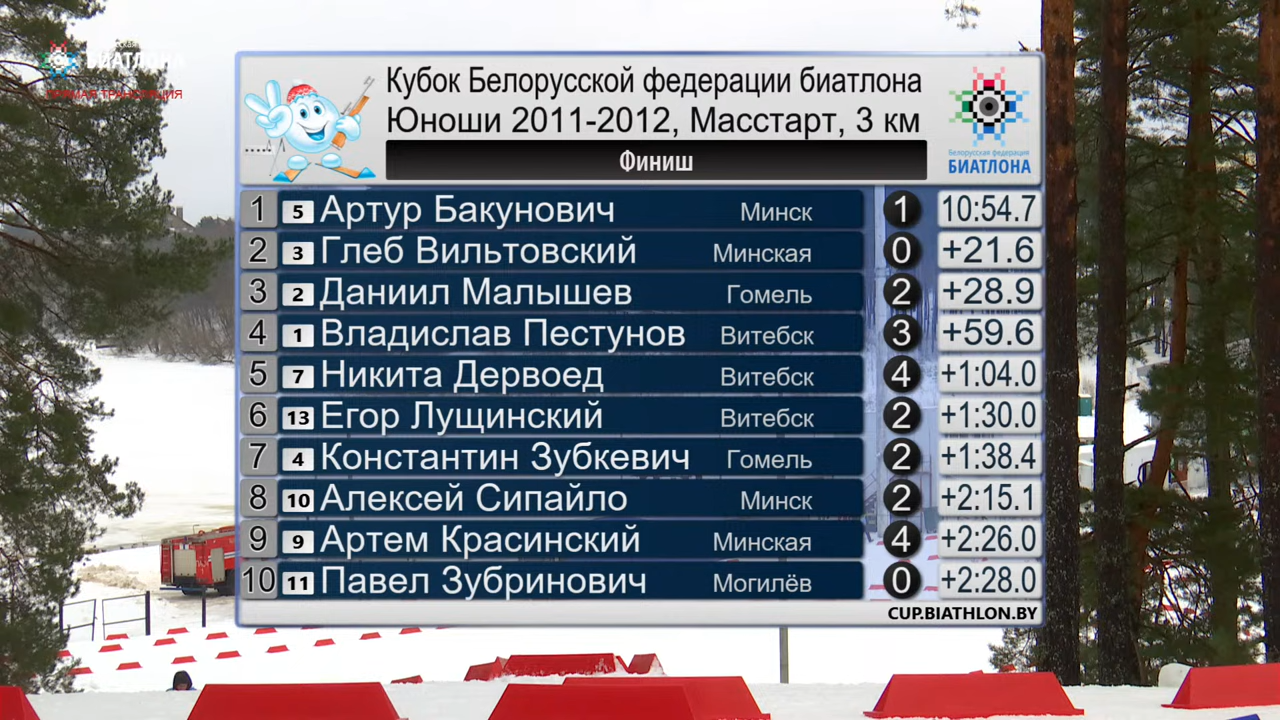 БИАТЛОНА
ПРЯМАЯ ТРАНСЛЯЦИЯ
Кубок Белорусской федерации биатлона
Юноши 2011-2012, Масстарт, 3 км
Финиш
Белорусская федерация
БИАТЛОНА
1 5 Артур Бакунович Минск 1 10:54.7
2 3 Глеб Вильтовский Минская 0 +21.6
3 2 Даниил Малышев Гомель 2 +28.9
4 1 Владислав Пестунов Витебск 3 +59.6
5 7 Никита Дервоед Витебск 4 +1:04.0
6 13 Егор Лущинский Витебск 2 +1:30.0
7 4 Константин Зубкевич Гомель 2 +1:38.4
8 10 Алексей Сипайло Минск 2 +2:15.1
9 9 Артем Красинский Минская 4 +2:26.0
10 11 Павел Зубринович Могилёв 0 +2:28.0
CUP.BIATHLON.BY